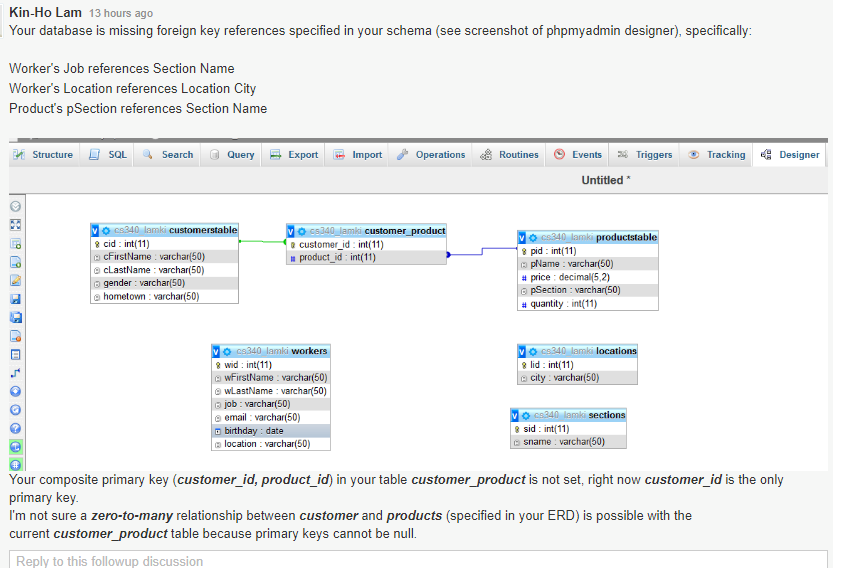 Kin-Ho Lam 13 hours ago
Your database is missing foreign key references specified in your schema (see screenshot of phpmyadmin designer), specifically:
Worker's Job references Section Name
Worker's Location references Location City
Product's pSection references Section Name
Structure SQL Search Query Export Import Operations Routines Events Triggers Tracking Designer
Untitled *
v cs340_lamki customerstable
cid : int(11)
cFirstName : varchar(50)
cLastName : varchar(50)
gender : varchar(50)
hometown : varchar(50)
v cs340_lamki customer_product
customer_id : int(11)
# product_id : int(11)
v cs340_lamki productstable
pid : int(11)
pName : varchar(50)
# price : decimal(5,2)
pSection : varchar(50)
# quantity : int(11)
v cs340_lamki workers
wid : int(11)
wFirstName : varchar(50)
wLastName : varchar(50)
job : varchar(50)
email : varchar(50)
birthday : date
location : varchar(50)
v cs340_lamki locations
lid : int(11)
city : varchar(50)
v cs340_lamki sections
sid : int(11)
sname : varchar(50)
Your composite primary key (customer_id, product_id) in your table customer_product is not set, right now customer_id is the only
primary key.
I'm not sure a zero-to-many relationship between customer and products (specified in your ERD) is possible with the
current customer_product table because primary keys cannot be null.
Reply to this followup discussion